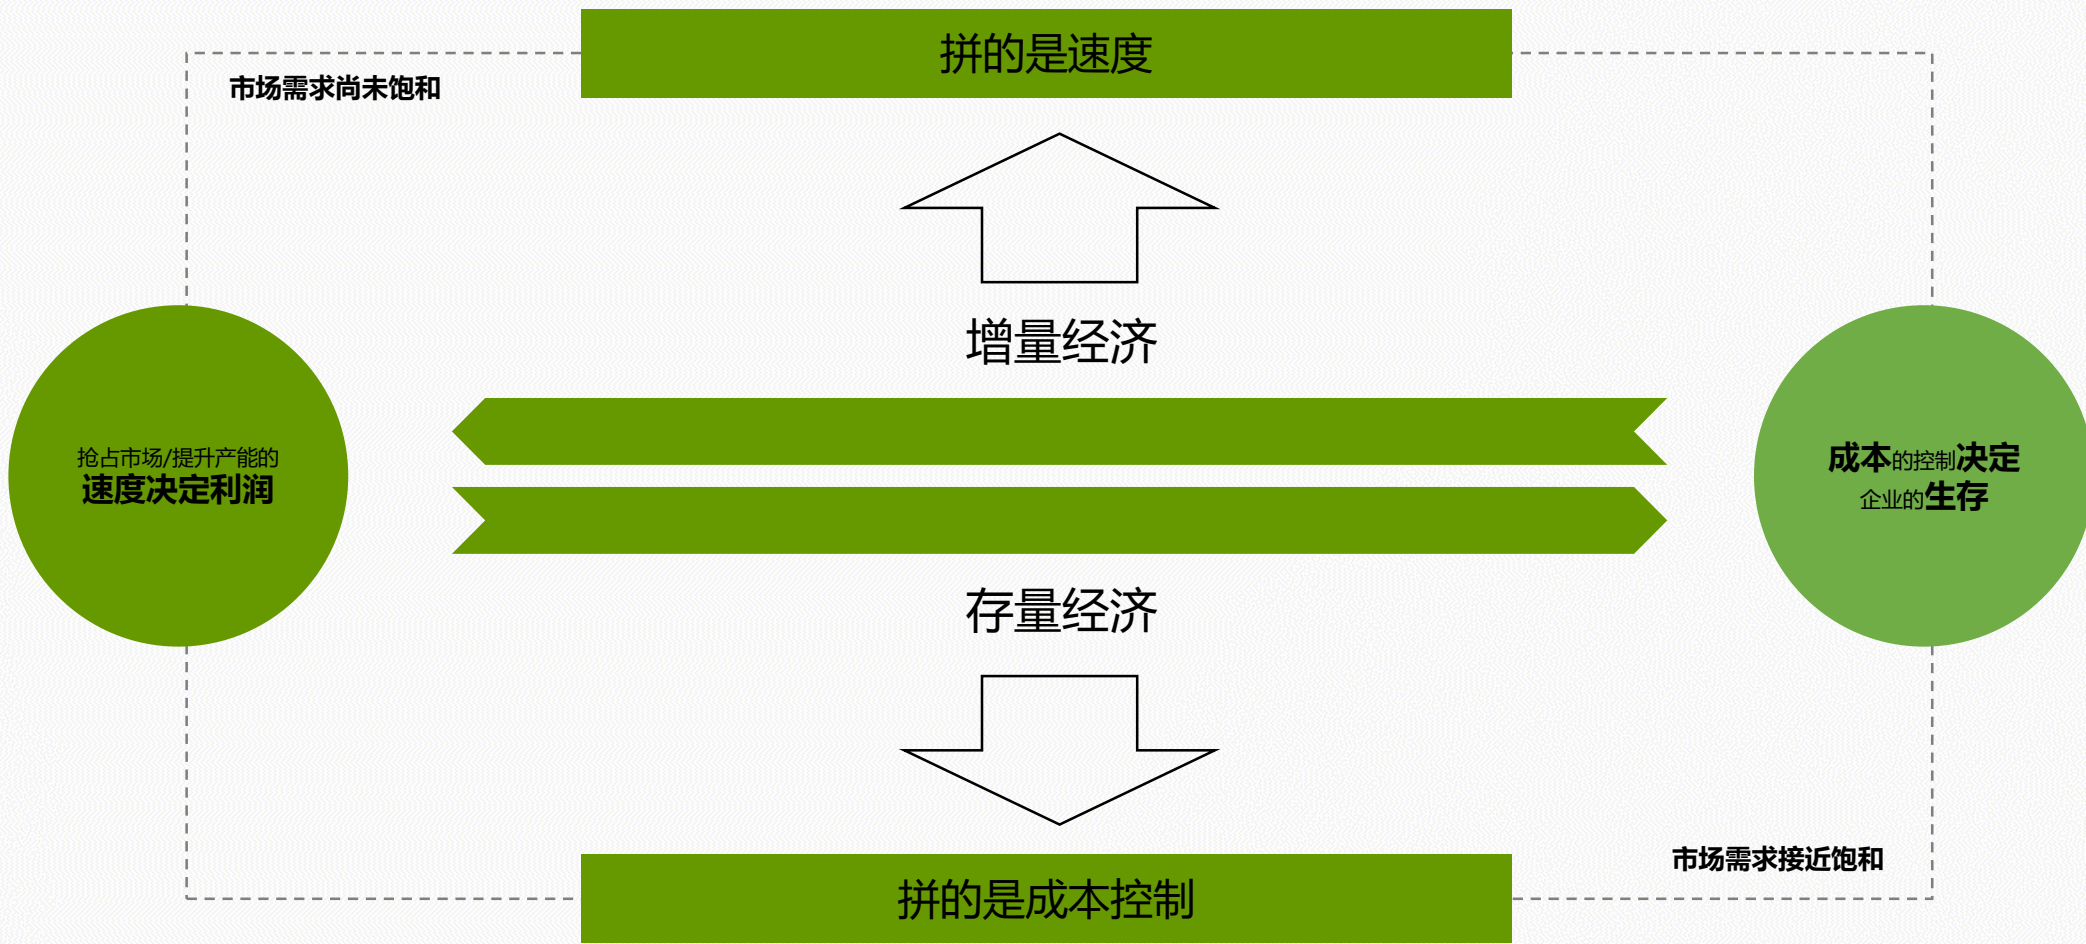 拼的是速度
市场需求尚未饱和
增量经济
抢占市场/提升产能的
速度决定利润
成本的控制决定
企业的生存
存量经济
市场需求接近饱和
拼的是成本控制